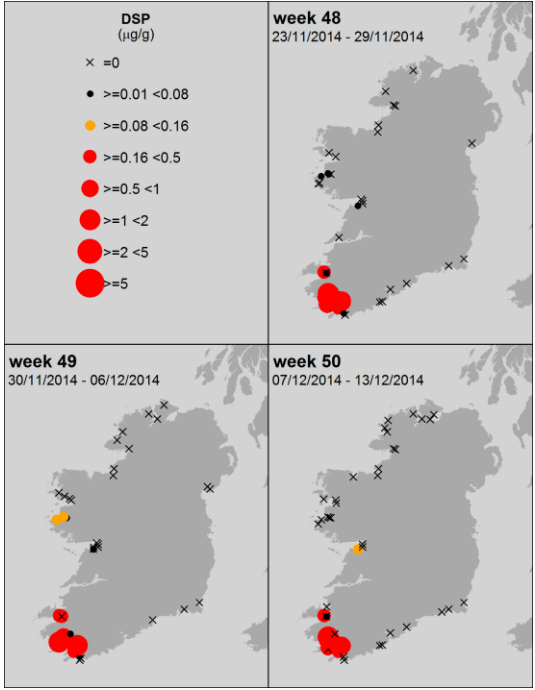 DSP
(µg/g)
=0
>=0.01 <0.08
>=0.08 <0.16
>=0.16 <0.5
>=0.5 <1
>=1 <2
>=2 <5
>=5
week 48
23/11/2014 - 29/11/2014
week 49
30/11/2014 - 06/12/2014
week 50
07/12/2014 - 13/12/2014